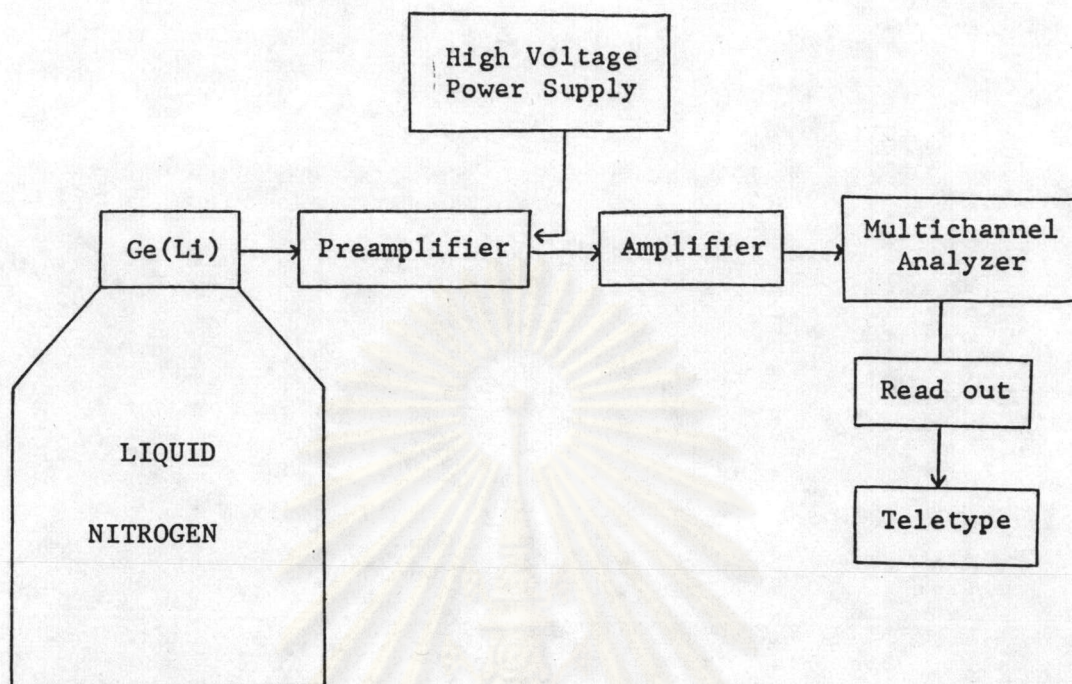 High Voltage
Power Supply
Ge(Li)
Preamplifier
Amplifier
Multichannel
Analyzer
Read out
LIQUID
NITROGEN
Teletype